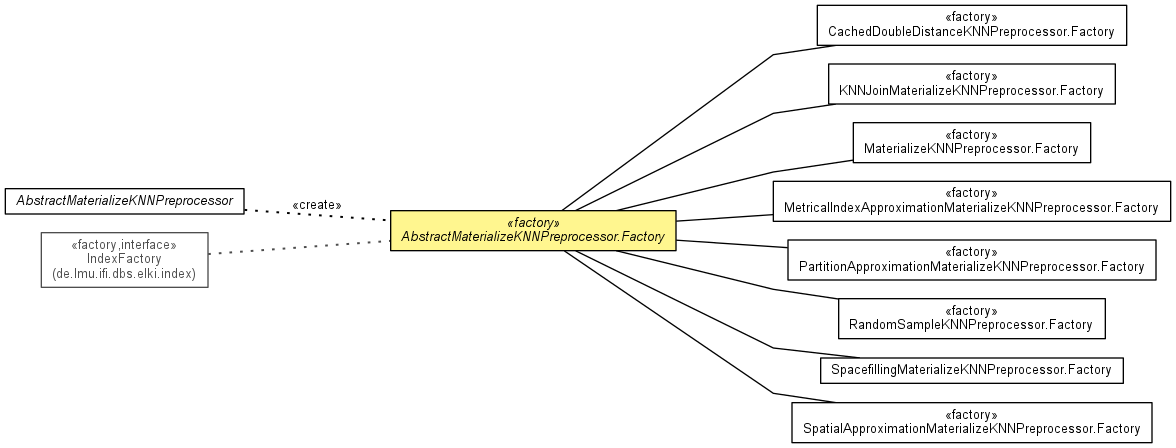 AbstractMaterializeKNNPreprocessor
«create»
«factory,interface»
IndexFactory
(de.lmu.ifi.dbs.elki.index)
«factory»
AbstractMaterializeKNNPreprocessor.Factory
«factory»
CachedDoubleDistanceKNNPreprocessor.Factory
«factory»
KNNJoinMaterializeKNNPreprocessor.Factory
«factory»
MaterializeKNNPreprocessor.Factory
«factory»
MetricalIndexApproximationMaterializeKNNPreprocessor.Factory
«factory»
PartitionApproximationMaterializeKNNPreprocessor.Factory
«factory»
RandomSampleKNNPreprocessor.Factory
SpacefillingMaterializeKNNPreprocessor.Factory
«factory»
SpatialApproximationMaterializeKNNPreprocessor.Factory